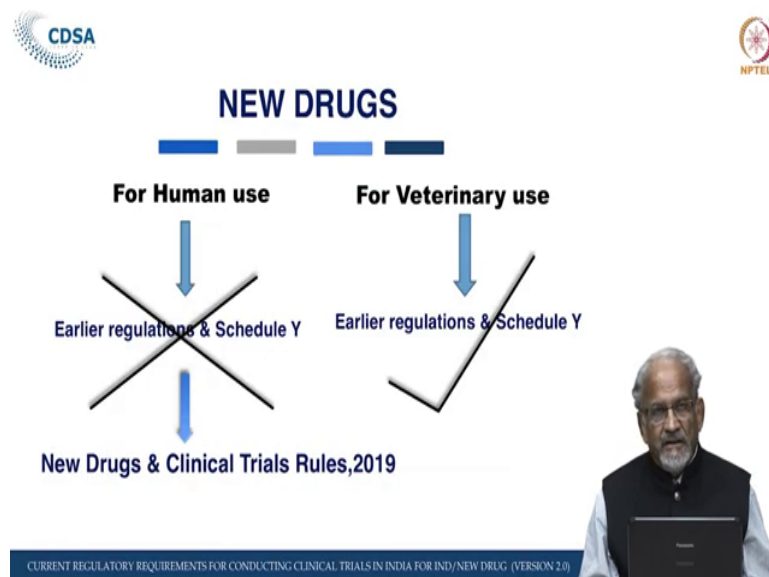 CDSA
NPTEL
NEW DRUGS
For Human use
For Veterinary use
Earlier regulations & Schedule Y
Earlier regulations & Schedule Y
New Drugs & Clinical Trials Rules,2019
Panasonic
CURRENT REGULATORY REQUIREMENTS FOR CONDUCTING CLINICAL TRIALS IN INDIA FOR IND/NEW DRUG (VERSION 2.0)